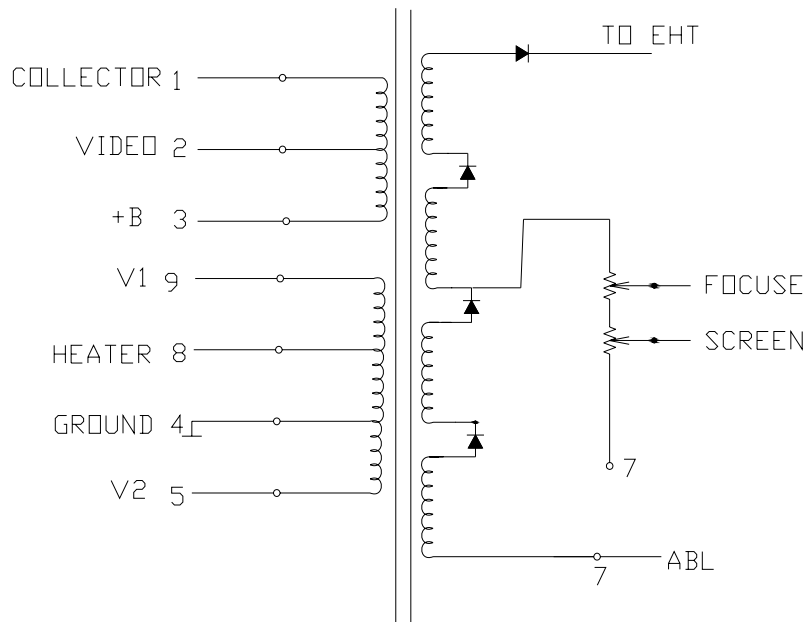 TO EHT
COLLECTOR 1
VIDEO 2
+B 3
V1 9
FOCUSE
HEATER 8
SCREEN
GROUND 4
7
V2 5
ABL
7